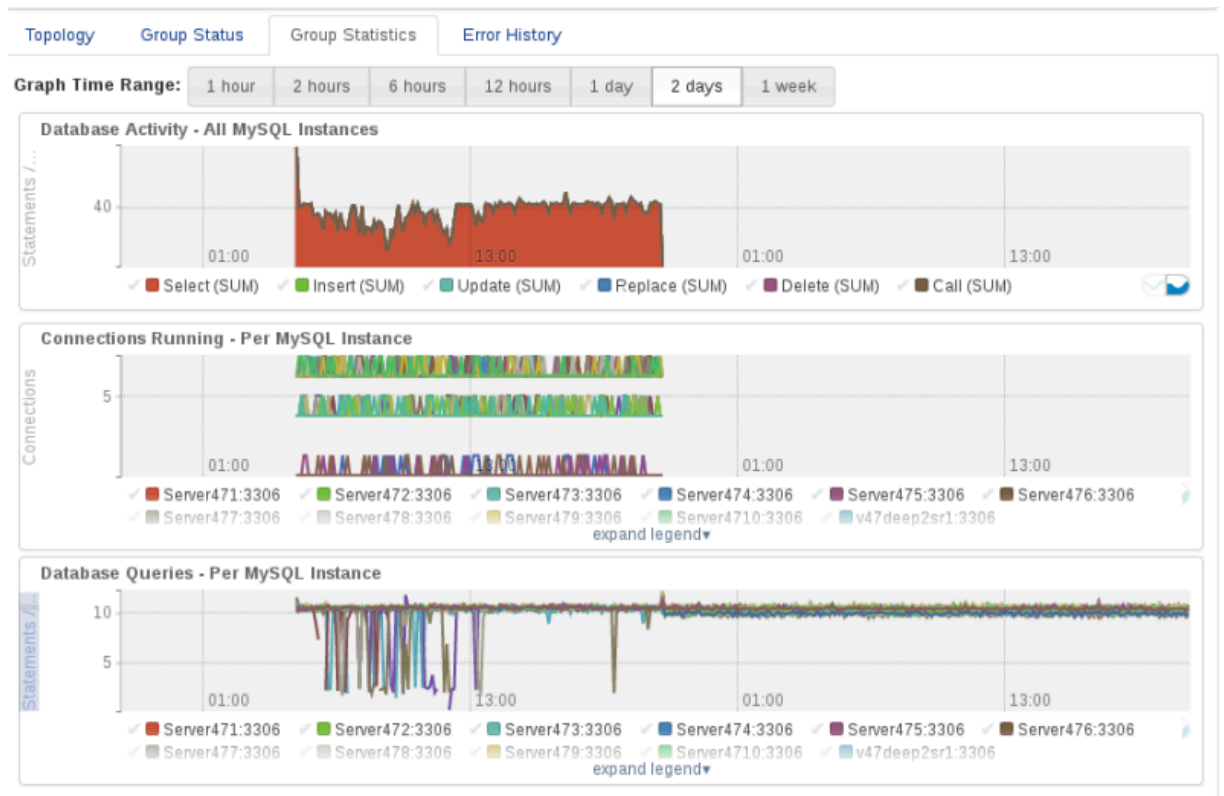 Topology Group Status Group Statistics Error History
Graph Time Range: 1 hour 2 hours 6 hours 12 hours 1 day 2 days 1 week
Database Activity - All MySQL Instances
Statements /...
40
01:00 13:00 01:00 13:00
Select (SUM) Insert (SUM) Update (SUM) Replace (SUM) Delete (SUM) Call (SUM)
Connections Running - Per MySQL Instance
Connections
5
01:00 13:00 01:00 13:00
Server471:3306 Server472:3306 Server473:3306 Server474:3306 Server475:3306 Server476:3306
Server477:3306 Server478:3306 Server479:3306 Server4710:3306 v47deep2sr1:3306
expand legend▾
Database Queries - Per MySQL Instance
Statements /...
10
5
01:00 13:00 01:00 13:00
Server471:3306 Server472:3306 Server473:3306 Server474:3306 Server475:3306 Server476:3306
Server477:3306 Server478:3306 Server479:3306 Server4710:3306 v47deep2sr1:3306
expand legend▾